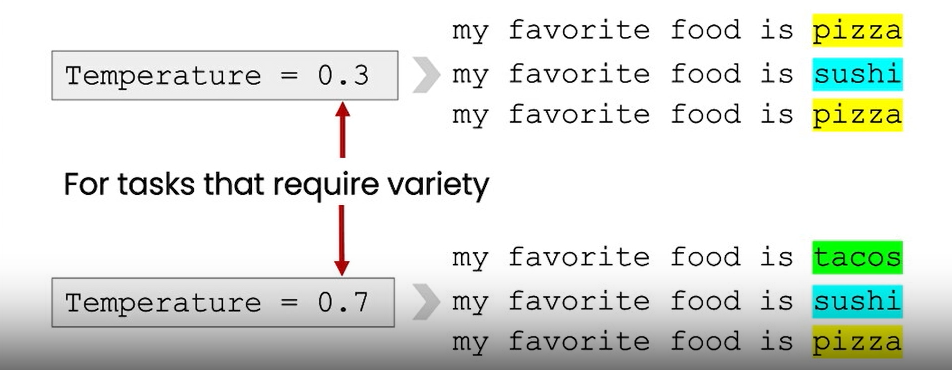 my favorite food is pizza
Temperature = 0.3
my favorite food is sushi
my favorite food is pizza
For tasks that require variety
my favorite food is tacos
Temperature = 0.7
my favorite food is sushi
my favorite food is pizza